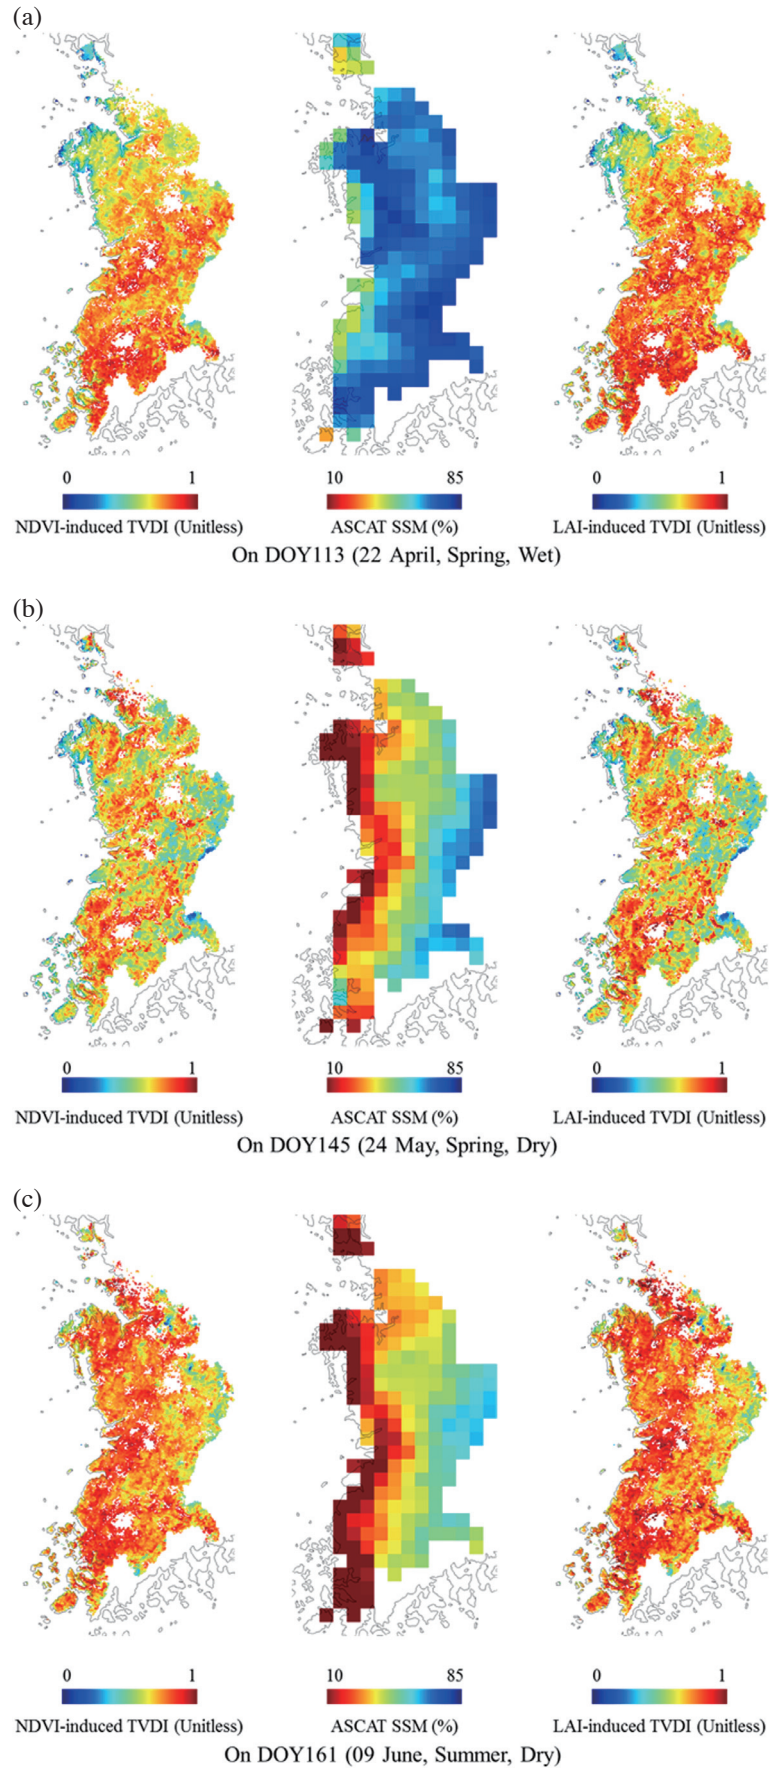 (a)
0 1 10 85 0 1
NDVI-induced TVDI (Unitless) ASCAT SSM (%) LAI-induced TVDI (Unitless)
On DOY113 (22 April, Spring, Wet)
(b)
0 1 10 85 0 1
NDVI-induced TVDI (Unitless) ASCAT SSM (%) LAI-induced TVDI (Unitless)
On DOY145 (24 May, Spring, Dry)
(c)
0 1 10 85 0 1
NDVI-induced TVDI (Unitless) ASCAT SSM (%) LAI-induced TVDI (Unitless)
On DOY161 (09 June, Summer, Dry)